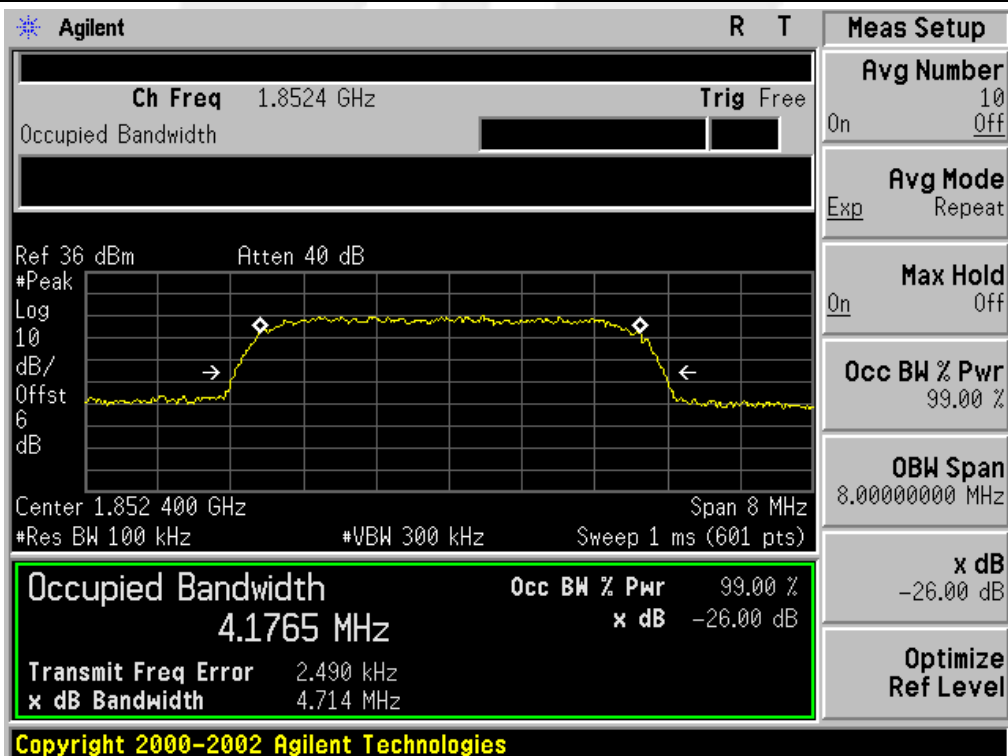 Agilent R T
Ch Freq 1.8524 GHz Trig Free
Occupied Bandwidth
Ref 36 dBm Atten 40 dB
#Peak
Log
10
dB/
Offst
6
dB
Center 1.852 400 GHz Span 8 MHz
#Res BW 100 kHz #VBW 300 kHz Sweep 1 ms (601 pts)
Occupied Bandwidth
4.1765 MHz
Occ BW % Pwr 99.00 %
x dB -26.00 dB
Transmit Freq Error 2.490 kHz
x dB Bandwidth 4.714 MHz
Copyright 2000-2002 Agilent Technologies
Meas Setup
Avg Number
10
On Off
Avg Mode
Exp Repeat
Max Hold
On Off
Occ BW % Pwr
99.00 %
OBW Span
8.00000000 MHz
x dB
-26.00 dB
Optimize
Ref Level